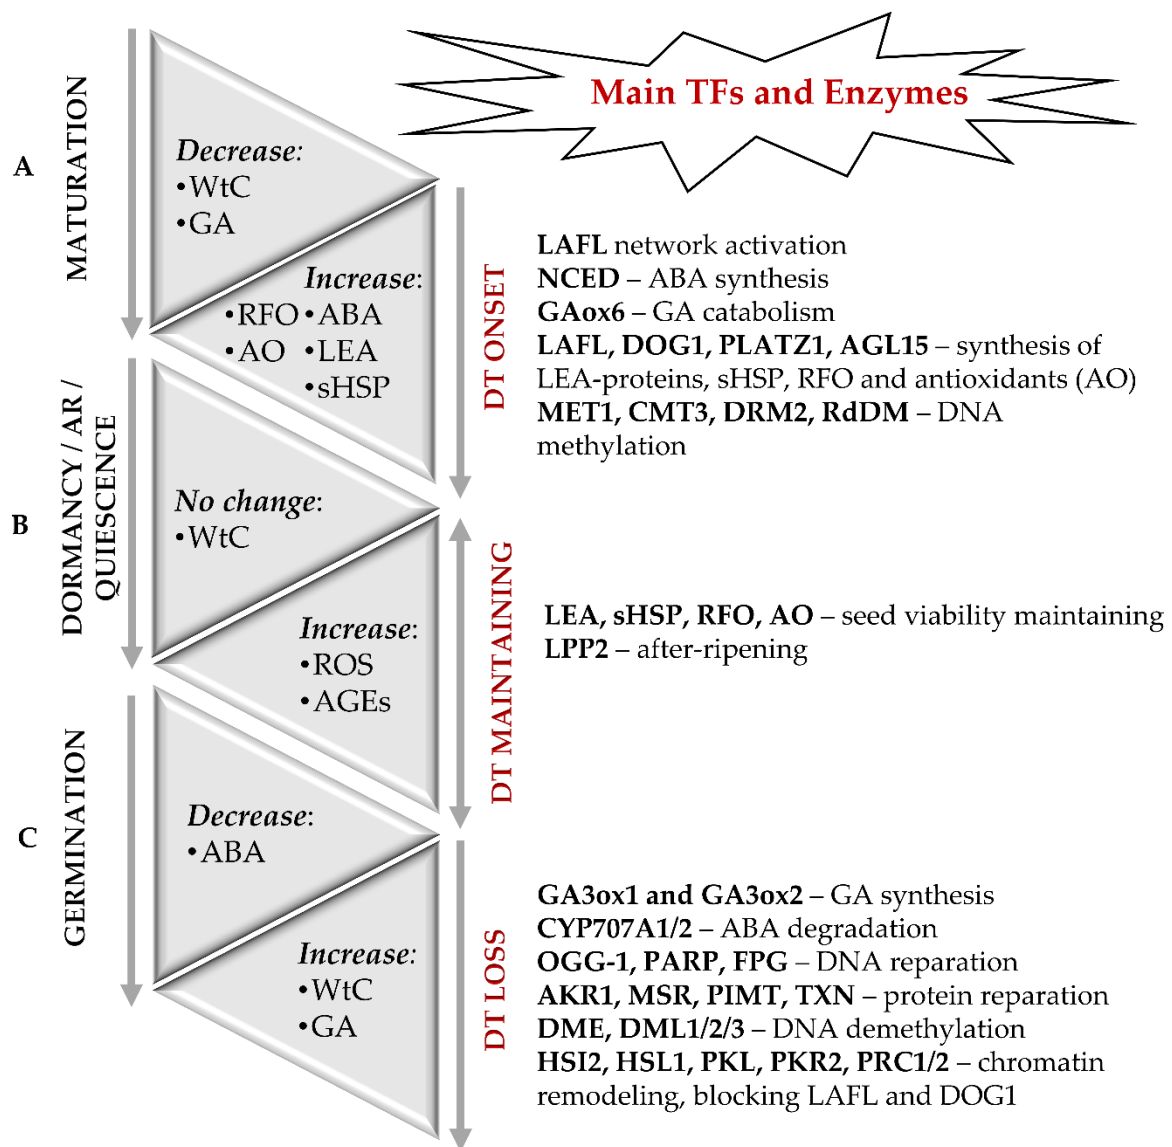 Main TFs and Enzymes
A
MATURATION
Decrease:
•WtC
•GA
Increase:
•RFO •ABA
•AO •LEA
•sHSP
DT ONSET
LAFL network activation
NCED – ABA synthesis
GAox6 – GA catabolism
LAFL, DOG1, PLATZ1, AGL15 – synthesis of
LEA-proteins, sHSP, RFO and antioxidants (AO)
MET1, CMT3, DRM2, RdDM – DNA
methylation
B
DORMANCY / AR /
QUIESCENCE
No change:
•WtC
Increase:
•ROS
•AGEs
DT MAINTAINING
LEA, sHSP, RFO, AO – seed viability maintaining
LPP2 – after-ripening
C
GERMINATION
Decrease:
•ABA
Increase:
•WtC
•GA
DT LOSS
GA3ox1 and GA3ox2 – GA synthesis
CYP707A1/2 – ABA degradation
OGG-1, PARP, FPG – DNA reparation
AKR1, MSR, PIMT, TXN – protein reparation
DME, DML1/2/3 – DNA demethylation
HSI2, HSL1, PKL, PKR2, PRC1/2 – chromatin
remodeling, blocking LAFL and DOG1